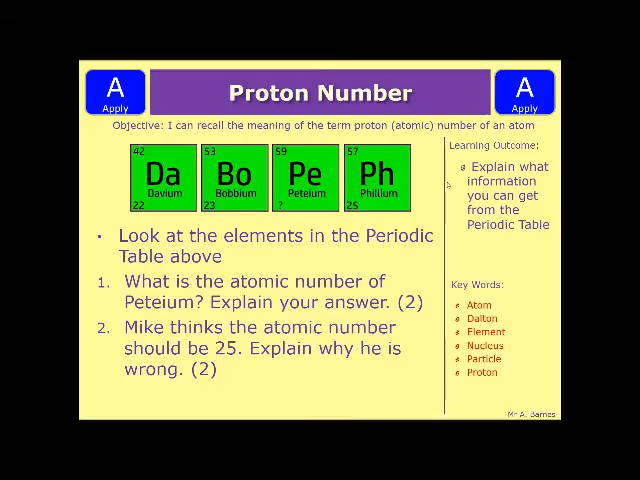 A
Apply
Proton Number
A
Apply
Objective: I can recall the meaning of the term proton (atomic) number of an atom
42
Da
Davium
22
53
Bo
Bobbium
23
59
Pe
Peteium
?
57
Ph
Phillium
25
• Look at the elements in the Periodic
Table above
1. What is the atomic number of
Peteium? Explain your answer. (2)
2. Mike thinks the atomic number
should be 25. Explain why he is
wrong. (2)
Learning Outcome:
Explain what
information
you can get
from the
Periodic Table
Key Words:
Atom
Dalton
Element
Nucleus
Particle
Proton
Mr A. Barnes